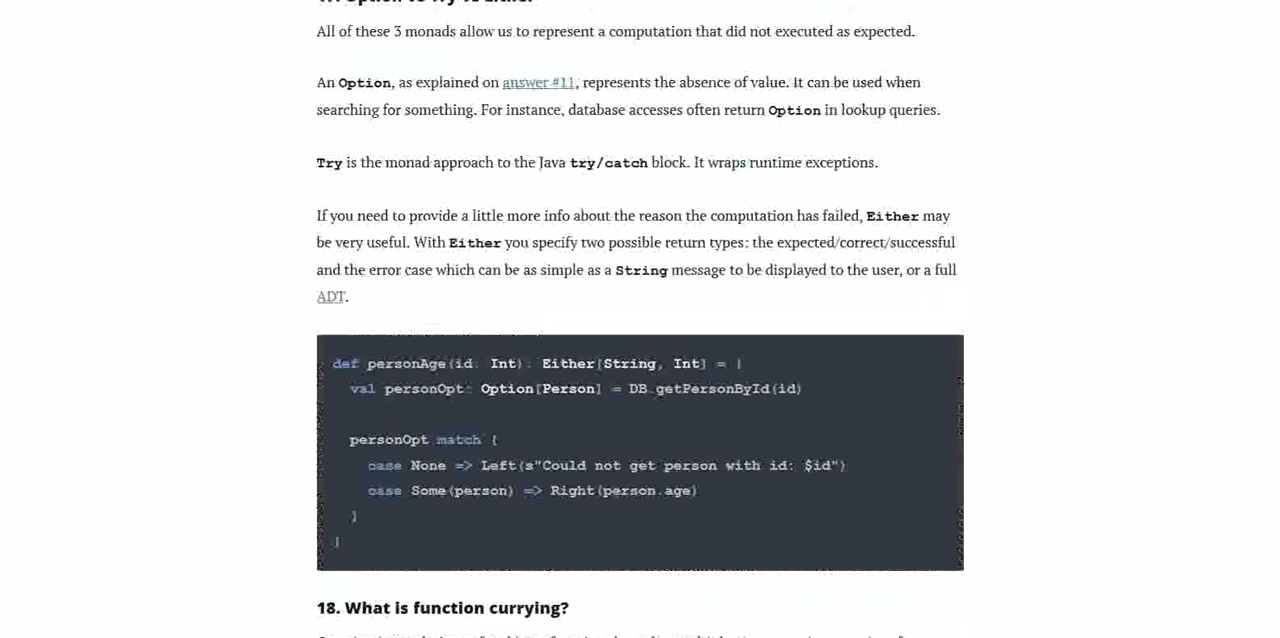 17. Option vs Try vs Either
All of these 3 monads allow us to represent a computation that did not executed as expected.
An Option, as explained on answer #11, represents the absence of value. It can be used when
searching for something. For instance, database accesses often return Option in lookup queries.
Try is the monad approach to the Java try/catch block. It wraps runtime exceptions.
If you need to provide a little more info about the reason the computation has failed, Either may
be very useful. With Either you specify two possible return types: the expected/correct/successful
and the error case which can be as simple as a String message to be displayed to the user, or a full
ADT.
def personAge(id: Int): Either[String, Int] = {
val personOpt: Option[Person] = DB.getPersonById(id)
personOpt match {
case None => Left(s"Could not get person with id: $id")
case Some(person) => Right(person.age)
}
}
18. What is function currying?